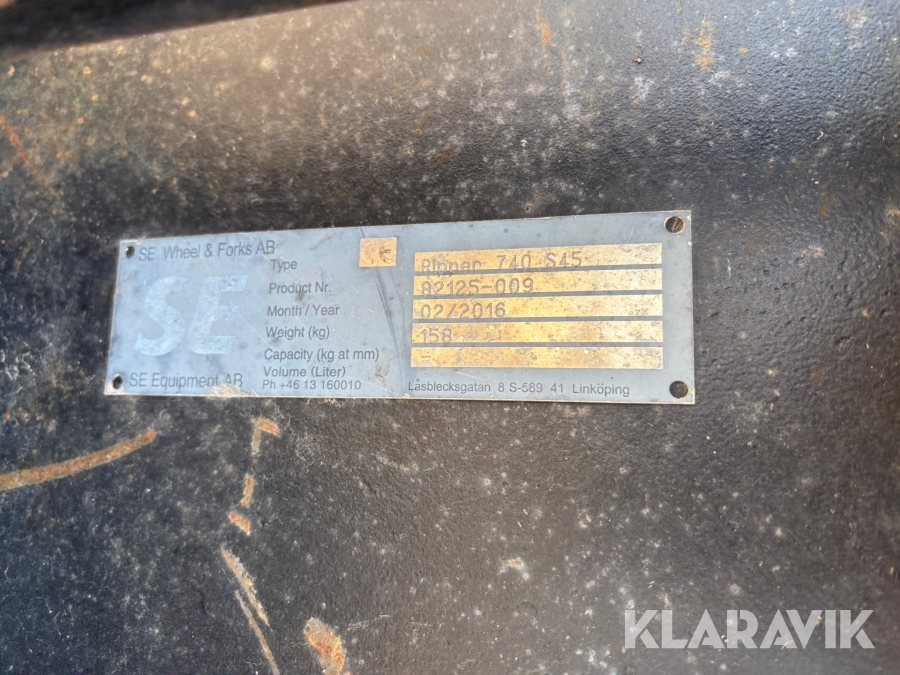 SE Wheel & Forks AB
SE
SE Equipment AB
Type Ripper 740 S45
Product Nr. 82125-009
Month / Year 02/2016
Weight (kg) 158
Capacity (kg at mm) -
Volume (Liter)
Ph +46 13 160010
Låsblecksgatan 8 S-589 41 Linköping
CE
KLARAVIK